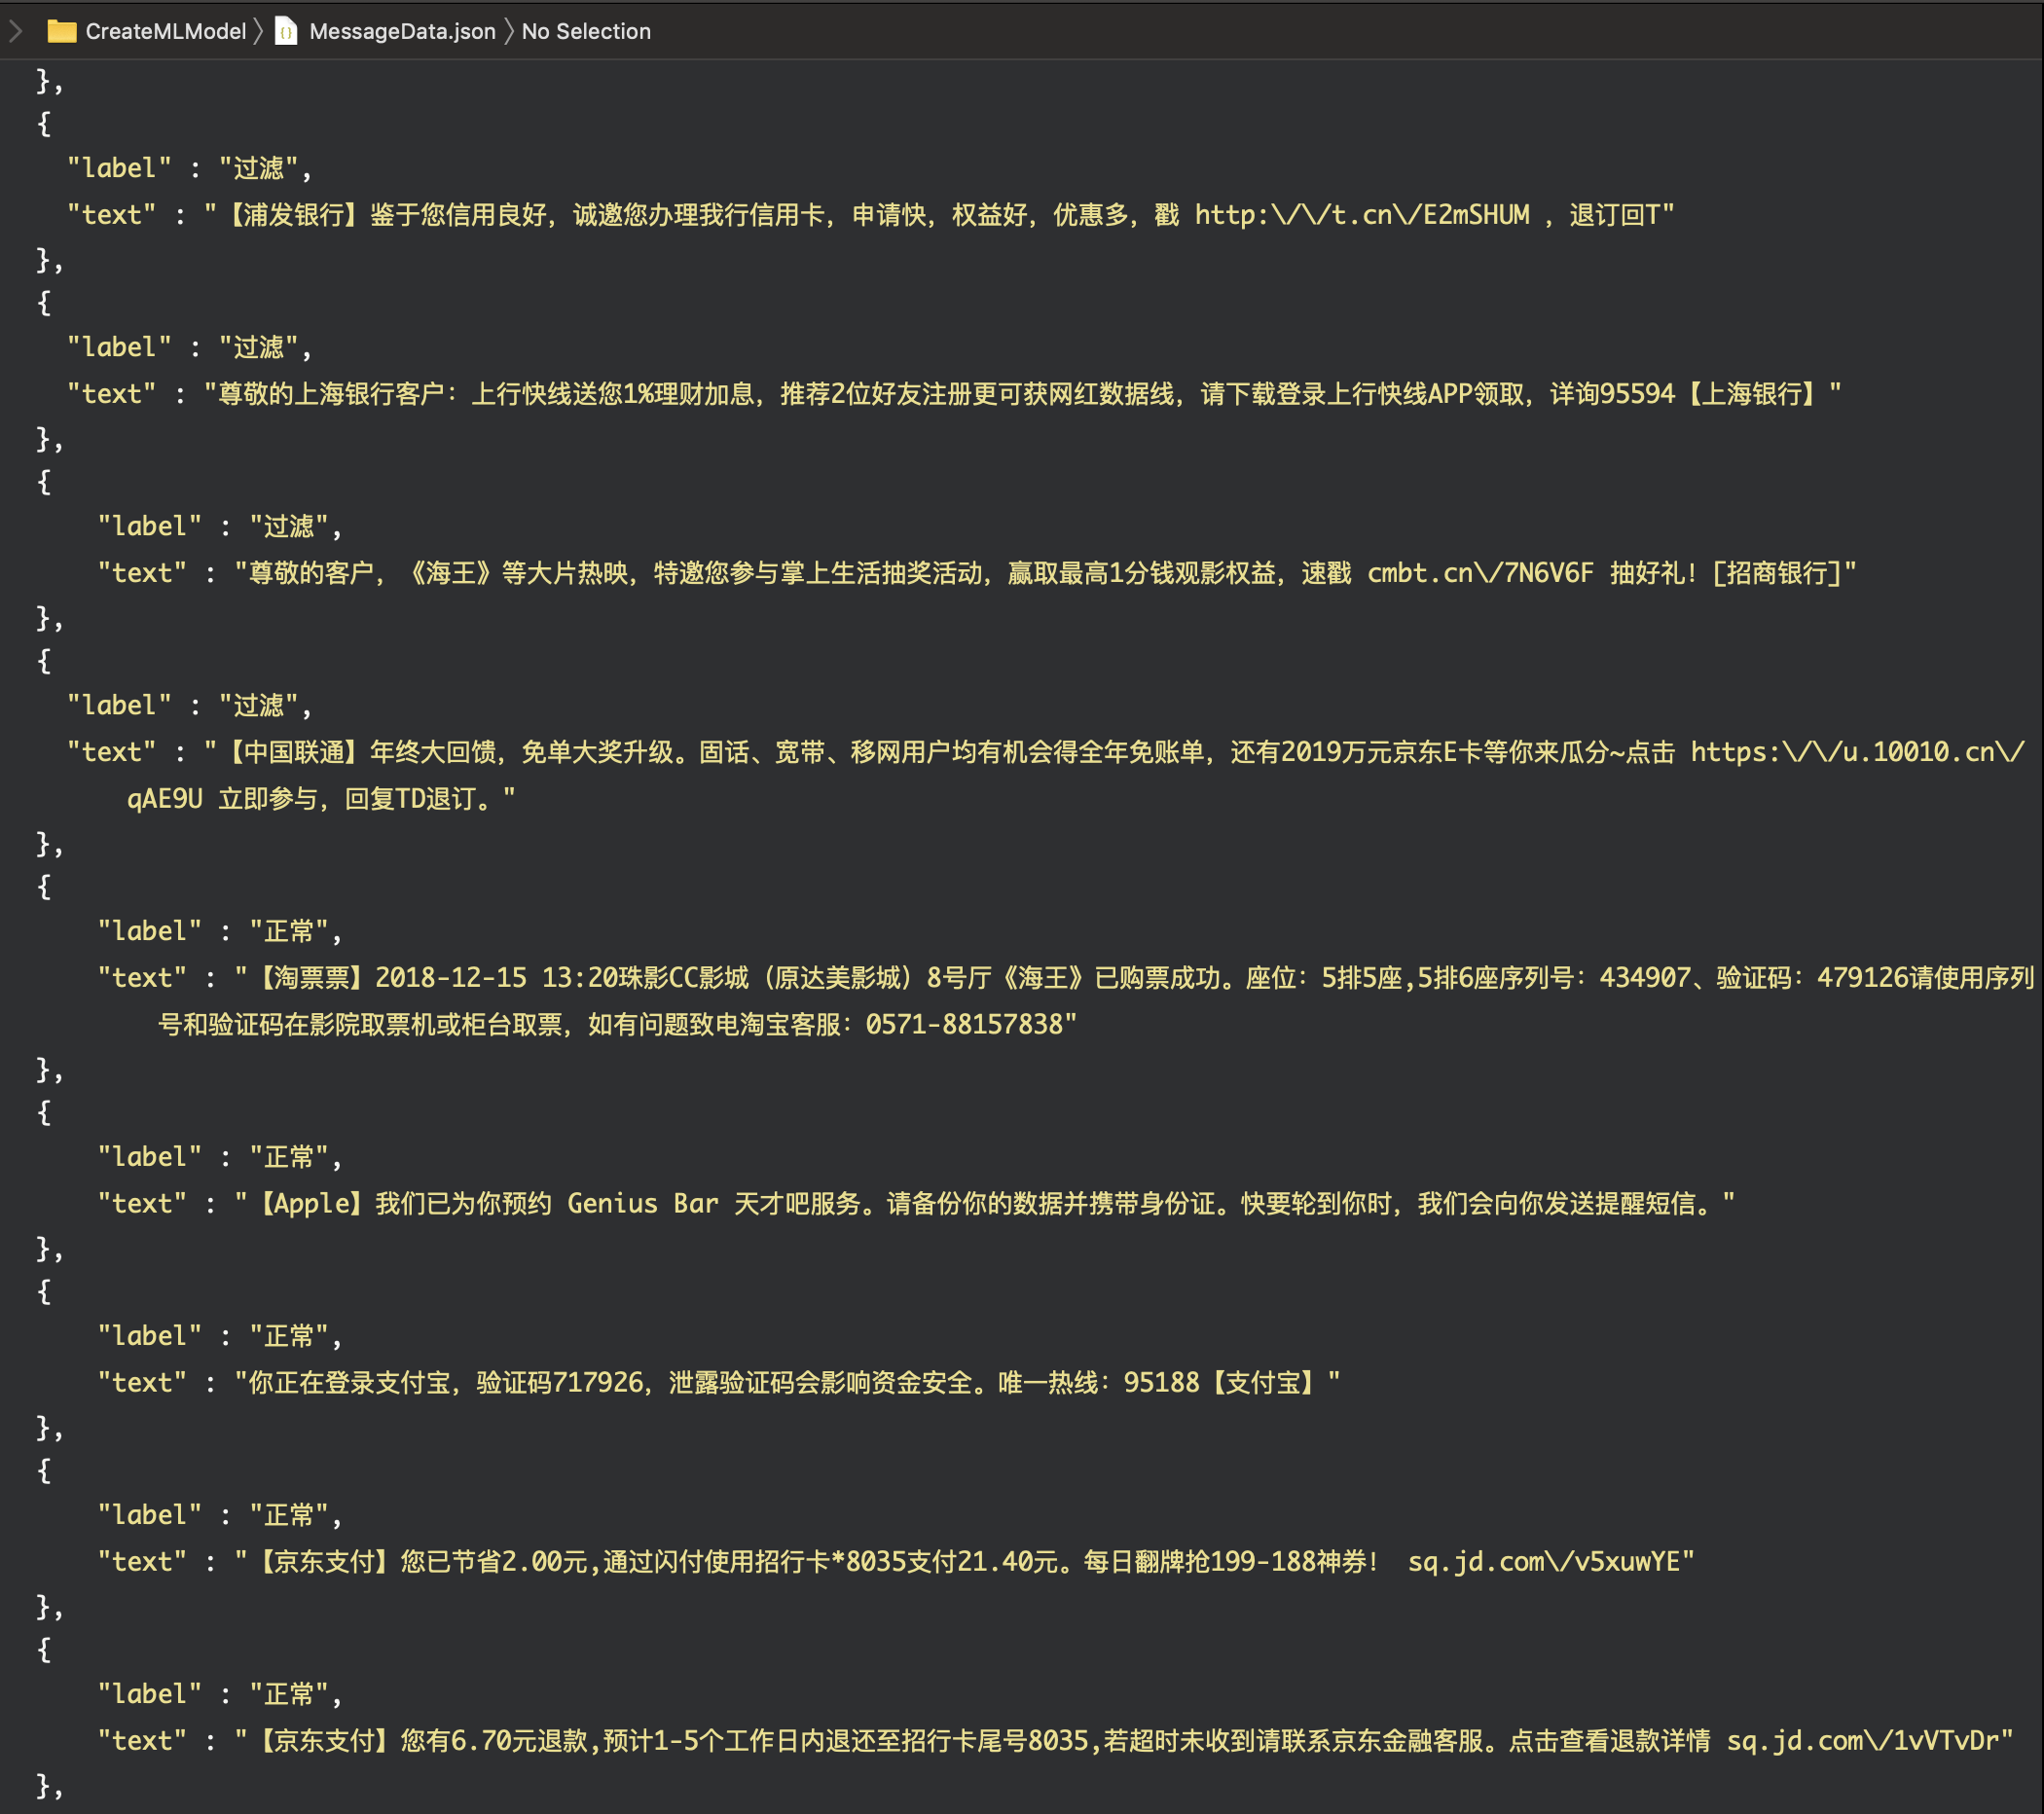 CreateMLModel 〉 MessageData.json 〉 No Selection
},
{
"label" : "过滤",
"text" : "【浦发银行】鉴于您信用良好，诚邀您办理我行信用卡，申请快，权益好，优惠多，戳 http:\/\/t.cn\/E2mSHUM ，退订回T"
},
{
"label" : "过滤",
"text" : "尊敬的上海银行客户：上行快线送您1%理财加息，推荐2位好友注册更可获网红数据线，请下载登录上行快线APP领取，详询95594【上海银行】"
},
{
"label" : "过滤",
"text" : "尊敬的客户，《海王》等大片热映，特邀您参与掌上生活抽奖活动，赢取最高1分钱观影权益，速戳 cmbt.cn\/7N6V6F 抽好礼！[招商银行]"
},
{
"label" : "过滤",
"text" : "【中国联通】年终大回馈，免单大奖升级。固话、宽带、移网用户均有机会得全年免账单，还有2019万元京东E卡等你来瓜分~点击 https:\/\/u.10010.cn\/
qAE9U 立即参与，回复TD退订。"
},
{
"label" : "正常",
"text" : "【淘票票】2018-12-15 13:20珠影CC影城（原达美影城）8号厅《海王》已购票成功。座位：5排5座,5排6座序列号：434907、验证码：479126请使用序列
号和验证码在影院取票机或柜台取票，如有问题致电淘宝客服：0571-88157838"
},
{
"label" : "正常",
"text" : "【Apple】我们已为你预约 Genius Bar 天才吧服务。请备份你的数据并携带身份证。快要轮到你时，我们会向你发送提醒短信。"
},
{
"label" : "正常",
"text" : "你正在登录支付宝，验证码717926，泄露验证码会影响资金安全。唯一热线：95188【支付宝】"
},
{
"label" : "正常",
"text" : "【京东支付】您已节省2.00元,通过闪付使用招行卡*8035支付21.40元。每日翻牌抢199-188神券！ sq.jd.com\/v5xuwYE"
},
{
"label" : "正常",
"text" : "【京东支付】您有6.70元退款,预计1-5个工作日内退还至招行卡尾号8035,若超时未收到请联系京东金融客服。点击查看退款详情 sq.jd.com\/1vVTvDr"
},